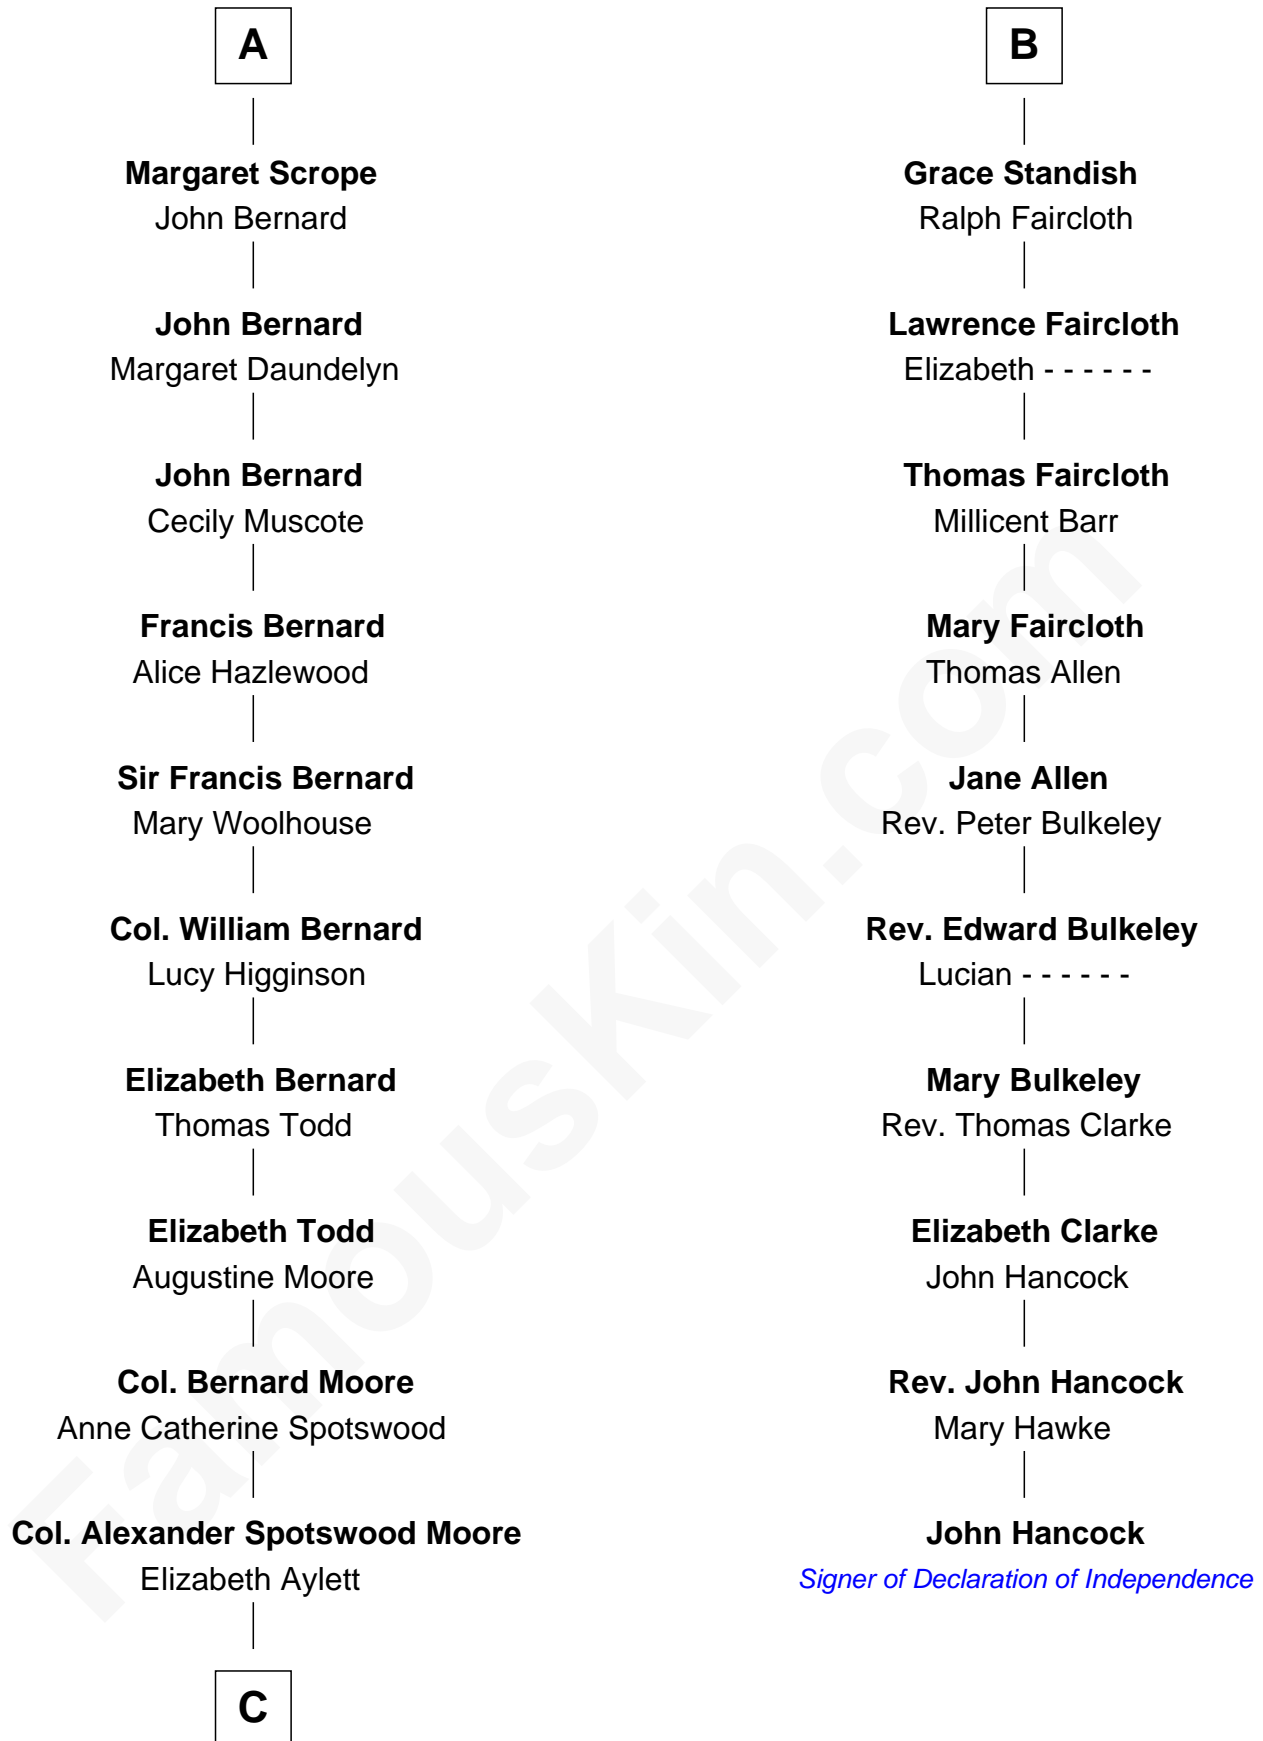 A
Margaret Scrope
John Bernard
John Bernard
Margaret Daundelyn
John Bernard
Cecily Muscote
Francis Bernard
Alice Hazlewood
Sir Francis Bernard
Mary Woolhouse
Col. William Bernard
Lucy Higginson
Elizabeth Bernard
Thomas Todd
Elizabeth Todd
Augustine Moore
Col. Bernard Moore
Anne Catherine Spotswood
Col. Alexander Spotswood Moore
Elizabeth Aylett
C
B
Grace Standish
Ralph Faircloth
Lawrence Faircloth
Elizabeth - - - - - -
Thomas Faircloth
Millicent Barr
Mary Faircloth
Thomas Allen
Jane Allen
Rev. Peter Bulkeley
Rev. Edward Bulkeley
Lucian - - - - - -
Mary Bulkeley
Rev. Thomas Clarke
Elizabeth Clarke
John Hancock
Rev. John Hancock
Mary Hawke
John Hancock
Signer of Declaration of Independence
FamousKin.com